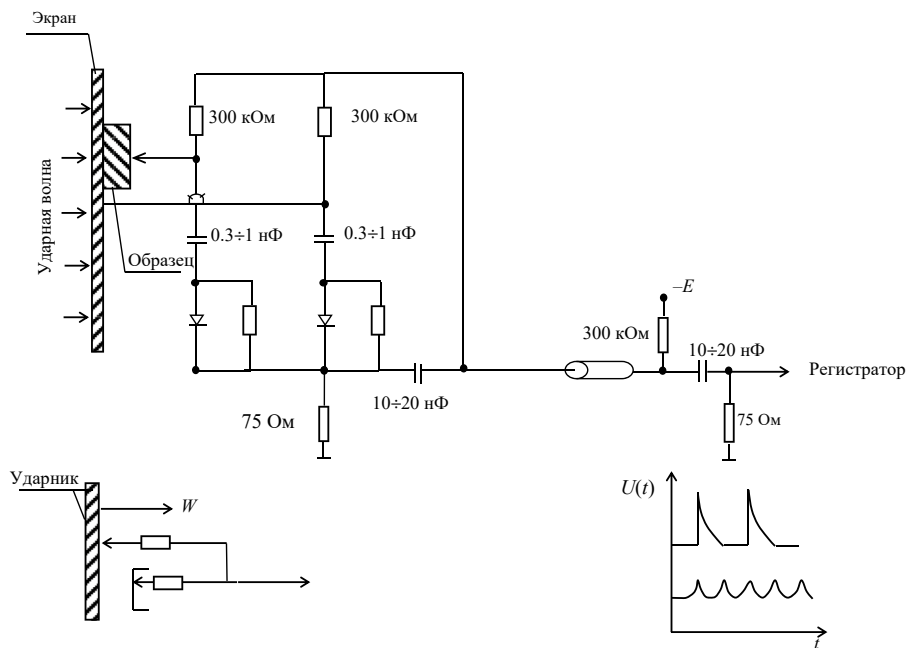 Экран
300 кОм
300 кОм
Ударная волна
0.3÷1 нФ
0.3÷1 нФ
Образец
–E
300 кОм
10÷20 нФ
Регистратор
10÷20 нФ
75 Ом
75 Ом
Ударник
W
U(t)
t